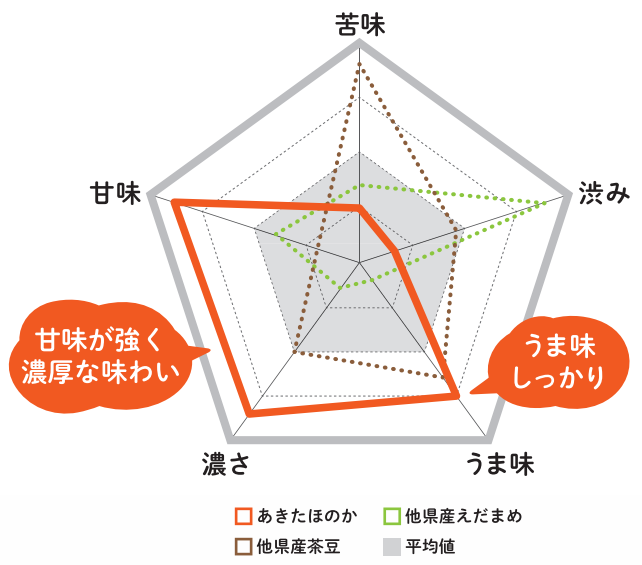 苦味
甘味
渋み
甘味が強く
濃厚な味わい
うま味
しっかり
濃さ
うま味
あきたほのか
他県産えだまめ
他県産茶豆
平均値